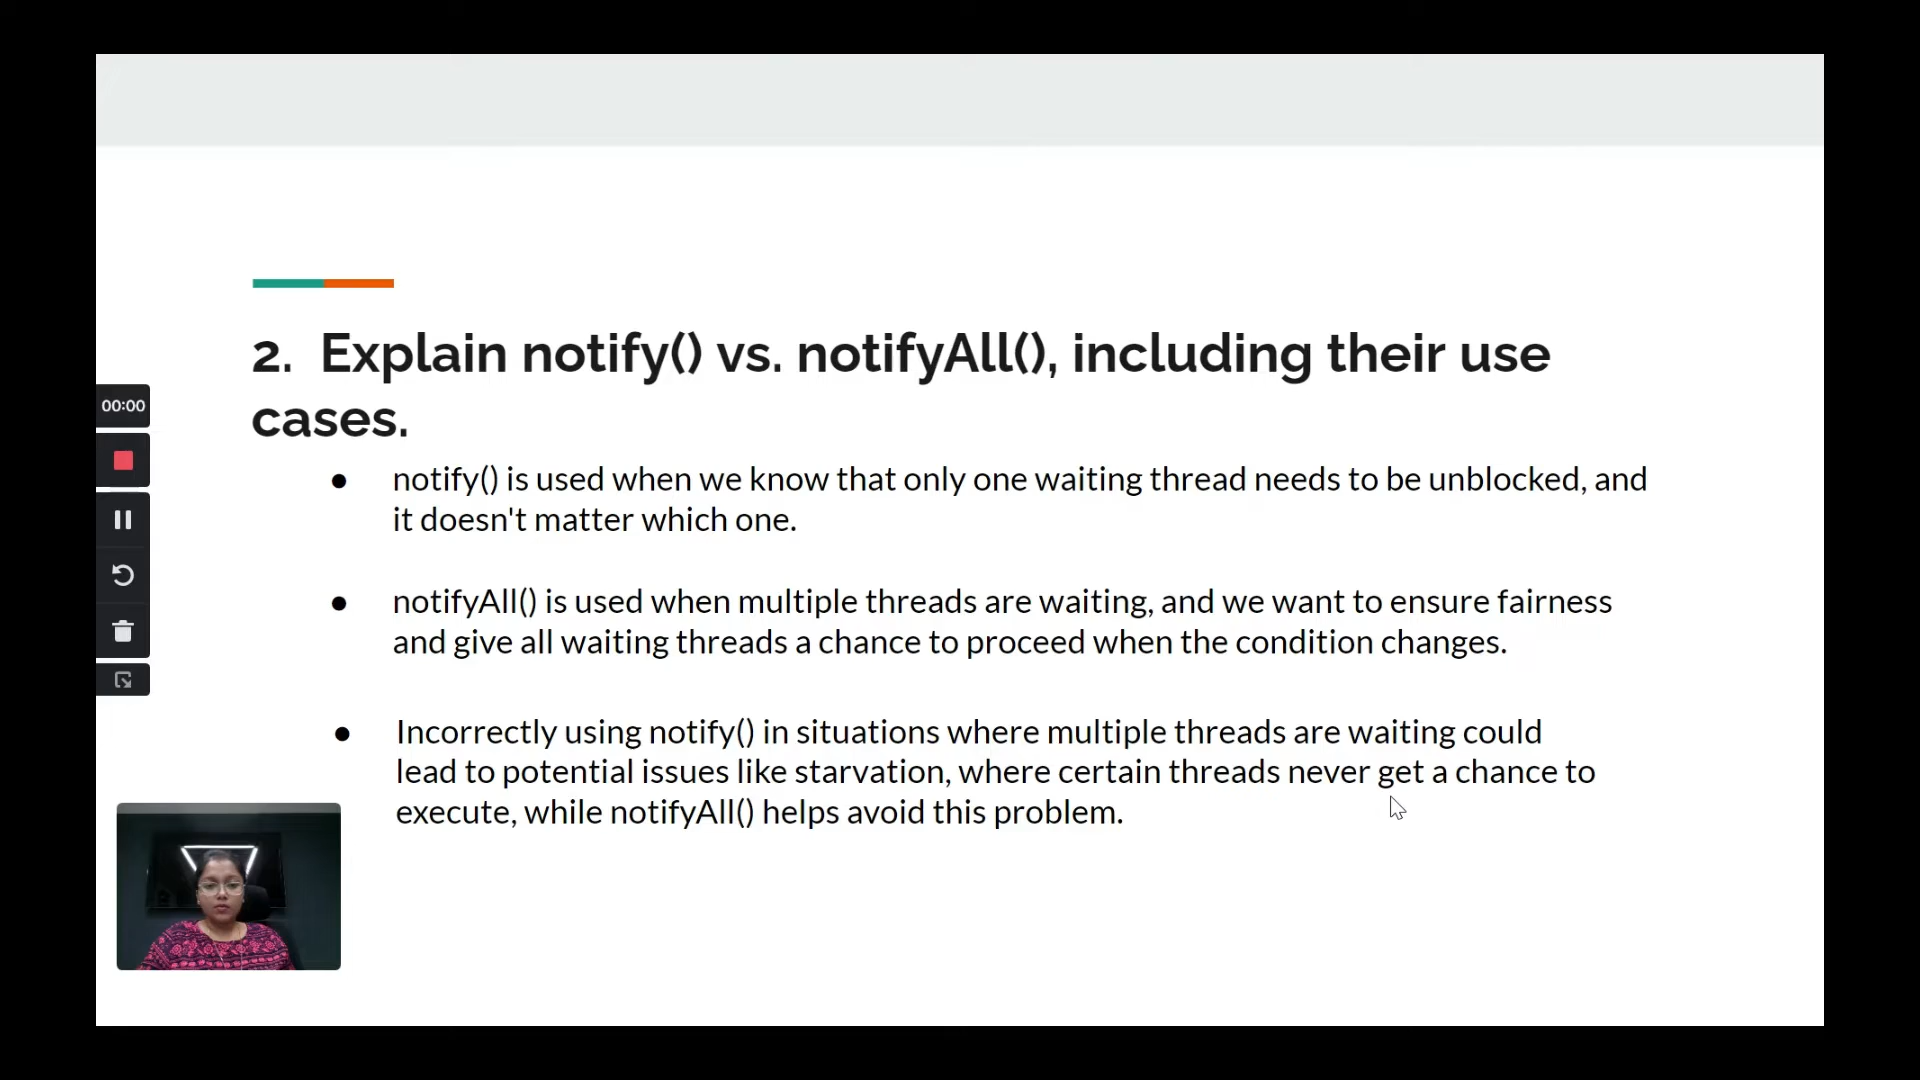 2. Explain notify() vs. notifyAll(), including their use
cases.
00:00
● notify() is used when we know that only one waiting thread needs to be unblocked, and
it doesn't matter which one.
● notifyAll() is used when multiple threads are waiting, and we want to ensure fairness
and give all waiting threads a chance to proceed when the condition changes.
● Incorrectly using notify() in situations where multiple threads are waiting could
lead to potential issues like starvation, where certain threads never get a chance to
execute, while notifyAll() helps avoid this problem.